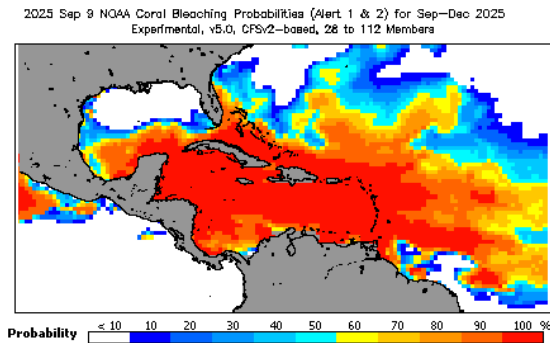 2025 Sep 9 NOAA Coral Bleaching Probabilities (Alert 1 & 2) for Sep-Dec 2025
Experimental, v5.0, CFSv2-based, 28 to 112 Members
Probability < 10 10 20 30 40 50 60 70 80 90 100 %